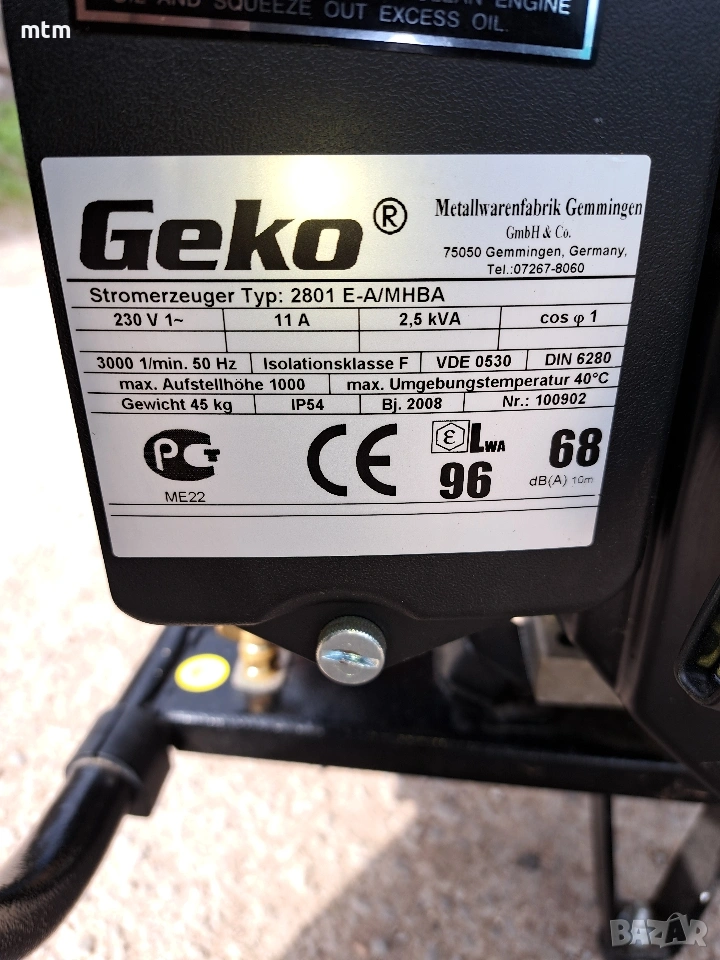 mtm
OIL AND SQUEEZE OUT EXCESS OIL.
Geko®
Metallwarenfabrik Gemmingen
GmbH & Co.
75050 Gemmingen, Germany,
Tel.:07267-8060
Stromerzeuger Typ: 2801 E-A/MHBA
230 V 1~ 11 A 2,5 kVA cos φ 1
3000 1/min. 50 Hz Isolationsklasse F VDE 0530 DIN 6280
max. Aufstellhöhe 1000 max. Umgebungstemperatur 40°C
Gewicht 45 kg IP54 Bj. 2008 Nr.: 100902
PCT
ME22
CE
ε LWA
96
68
dB(A) 10m
BAZAR